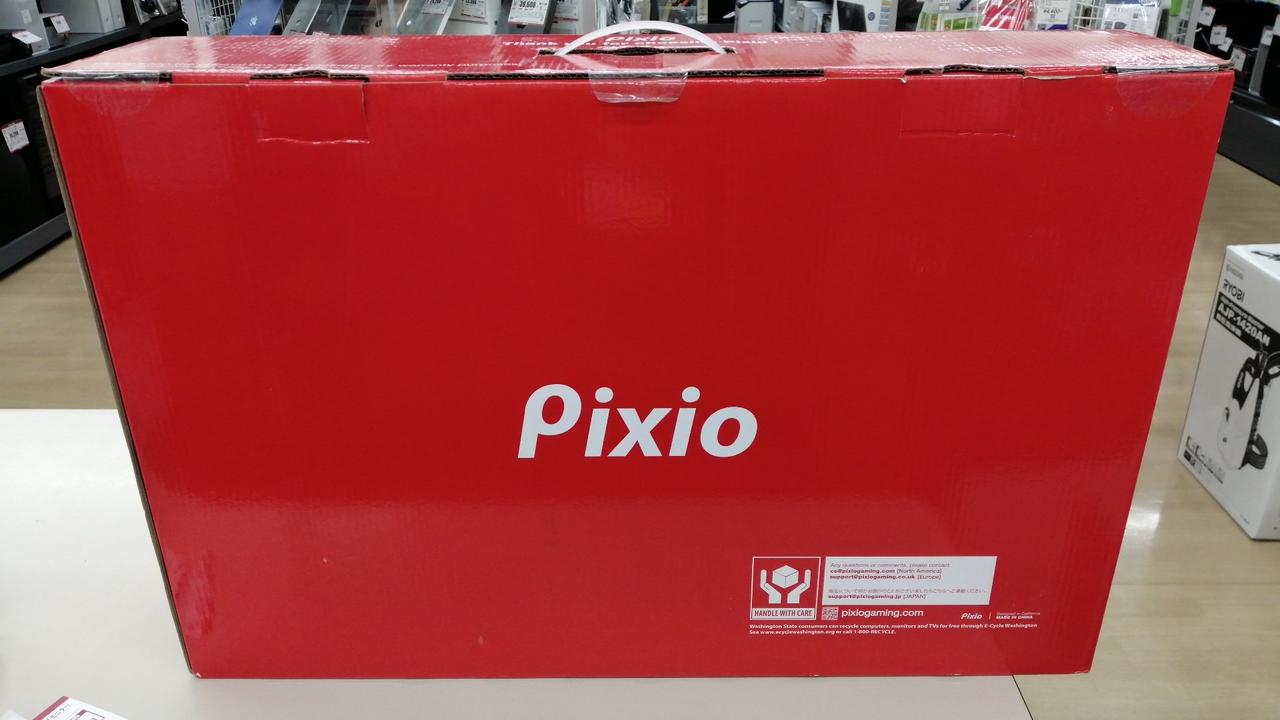 Pixio
Any questions or comments, please contact:
cs@pixiogaming.com [North America]
support@pixiogaming.co.uk [Europe]
support@pixiogaming.jp [JAPAN]
HANDLE WITH CARE
pixiogaming.com
Pixio
Designed in California
MADE IN CHINA
Washington State consumers can recycle computers, monitors and TVs for free through E-Cycle Washington
See www.ecyclewashington.org or call 1-800-RECYCLE.
RYOBI
AJP-1420AH